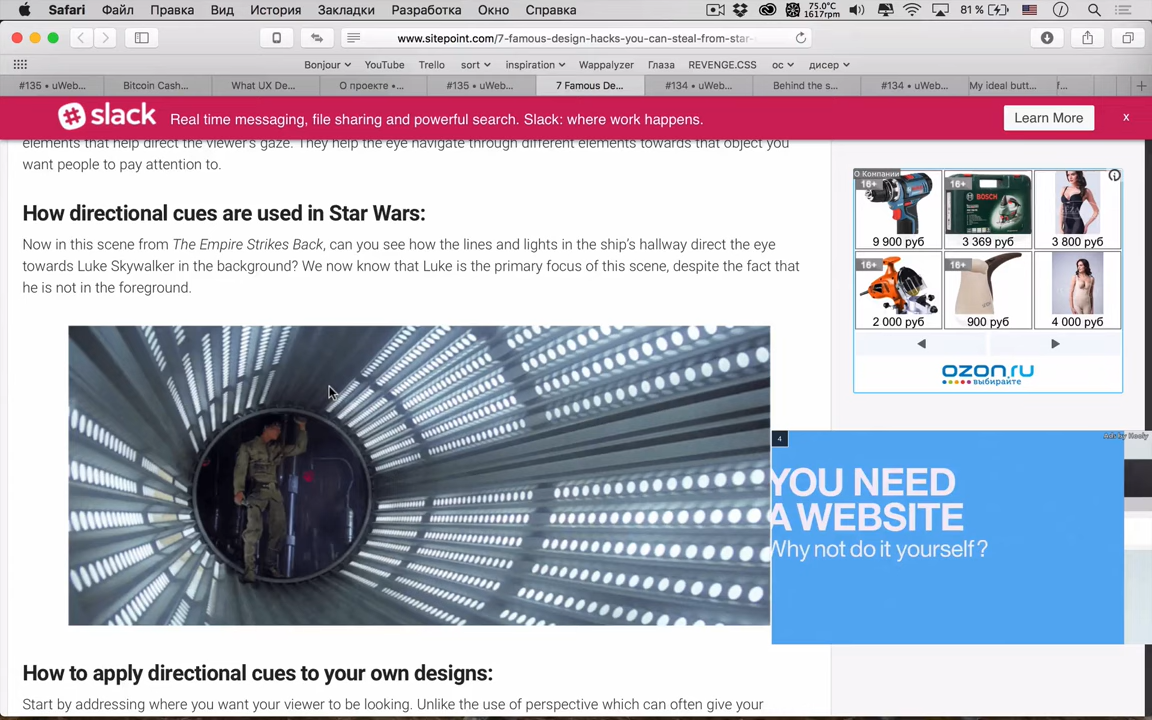 Safari Файл Правка Вид История Закладки Разработка Окно Справка 75.0°C 1617rpm 81 %
www.sitepoint.com/7-famous-design-hacks-you-can-steal-from-star-
Bonjour YouTube Trello sort inspiration Wappalyzer Глаза REVENGE.CSS ос дисер
#135 • uWeb... Bitcoin Cash... What UX De... О проекте •... #135 • uWeb... 7 Famous De... #134 • uWeb... Behind the s... #134 • uWeb... My ideal butt... f...
slack Real time messaging, file sharing and powerful search. Slack: where work happens. Learn More x
elements that help direct the viewer's gaze. They help the eye navigate through different elements towards that object you
want people to pay attention to.
How directional cues are used in Star Wars:
Now in this scene from The Empire Strikes Back, can you see how the lines and lights in the ship's hallway direct the eye
towards Luke Skywalker in the background? We now know that Luke is the primary focus of this scene, despite the fact that
he is not in the foreground.
How to apply directional cues to your own designs:
Start by addressing where you want your viewer to be looking. Unlike the use of perspective which can often give your
О Компании
16+ 16+
9 900 руб 3 369 руб 3 800 руб
16+ 16+
2 000 руб 900 руб 4 000 руб
ozon.ru
выбирайте
4
YOU NEED
A WEBSITE
Why not do it yourself?